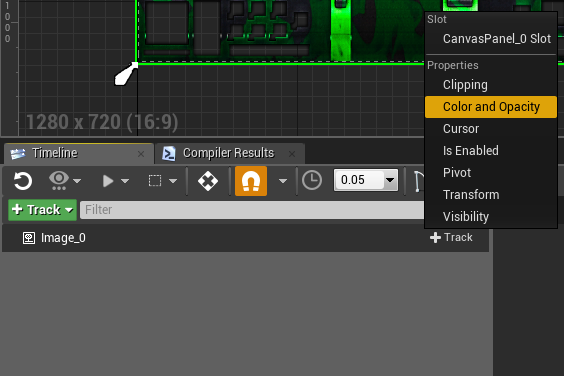 1
0
0
Slot
CanvasPanel_0 Slot
Properties
Clipping
Color and Opacity
Cursor
Is Enabled
Pivot
Transform
Visibility
1280 x 720 (16:9)
Timeline
Compiler Results
0.05
Track
Filter
Image_0
Track